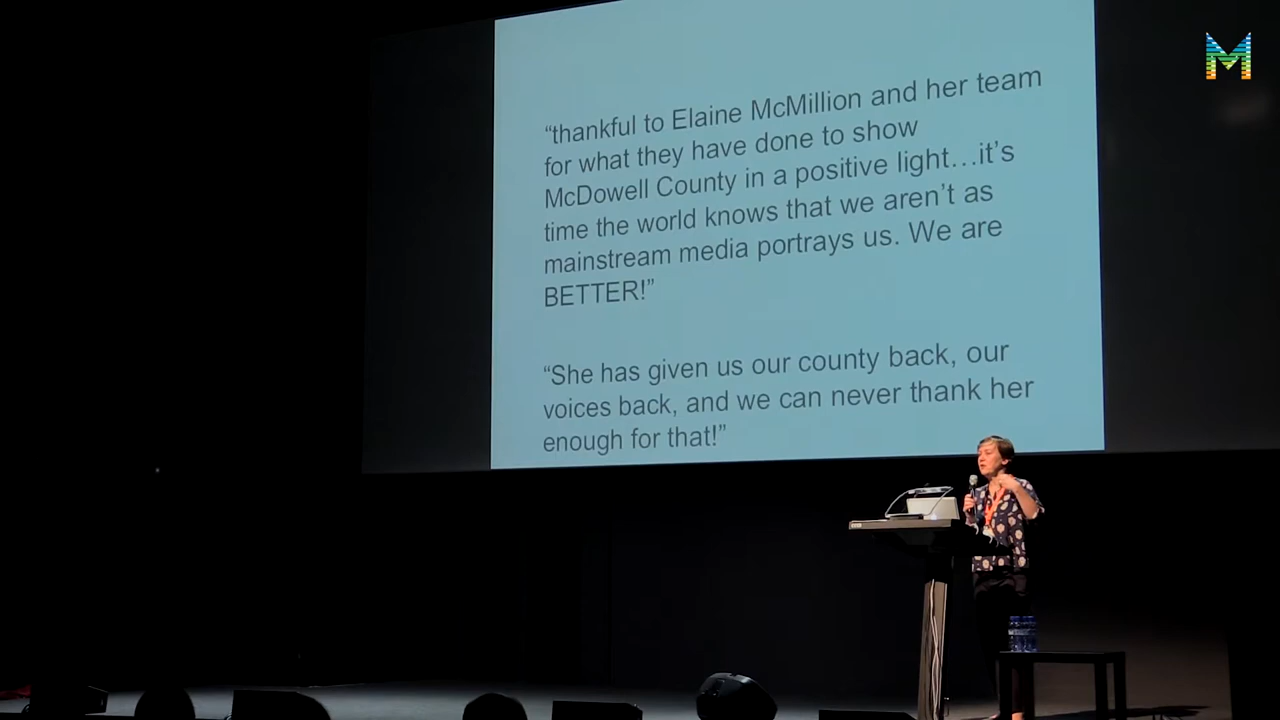 “thankful to Elaine McMillion and her team
for what they have done to show
McDowell County in a positive light…it’s
time the world knows that we aren’t as
mainstream media portrays us. We are
BETTER!”
“She has given us our county back, our
voices back, and we can never thank her
enough for that!”
M